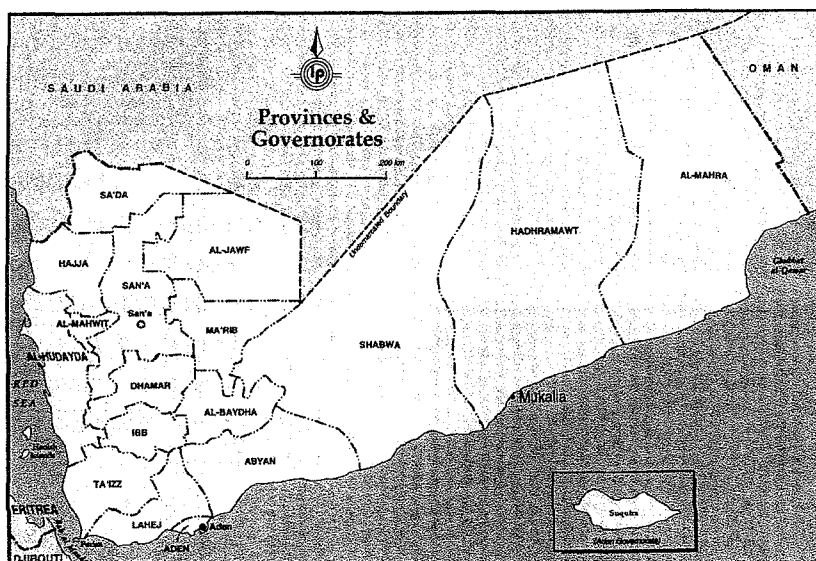 SAUDI ARABIA
OMAN
lp
Provinces &
Governorates
0 100 200 km
Undemarcated Boundary
SA'DA
AL-MAHRA
HADHRAMAWT
AL-JAWF
HAJJA
SAN'A
San'a
AL-MAHWIT
MA'RIB
SHABWA
AL-HUDAYDA
RED
SEA
DHAMAR
AL-BAYDHA
Mukalla
IBB
ABYAN
TA'IZZ
ERITREA
LAHEJ
Aden
ADEN
DJIBOUTI
Suqutra